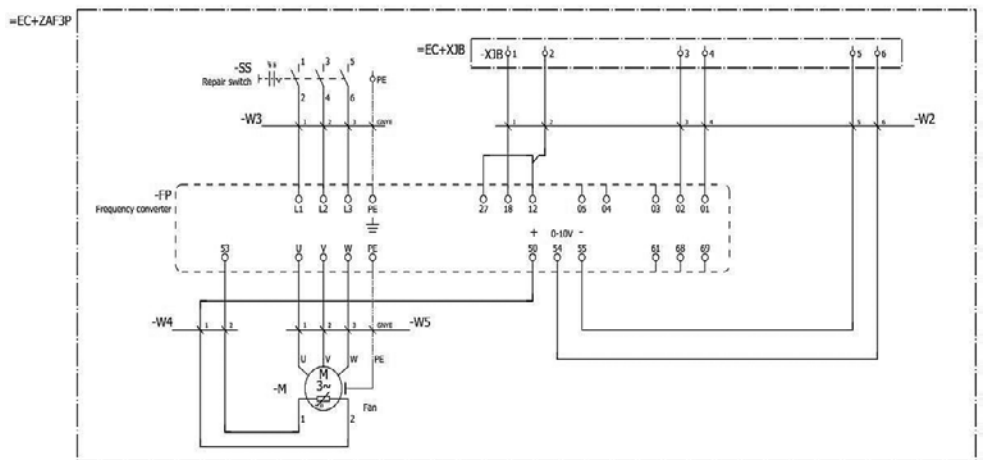 =EC+ZAF3P
=EC+XJB
-XJB 1 2 3 4 5 6
-SS
Repair switch
1 3 5
PE
2 4 6
-W3
1 2 3 GNYE
1 2 3 4 5 6
-W2
-FP
Frequency converter
L1 L2 L3 PE
27 18 12 05 04 03 02 01
+ 0-10V -
53 U V W PE
50 54 55 61 68 69
-W4
1 2
1 2 3 GNYE
-W5
U V W PE
-M
M
3~
Fan
1 2